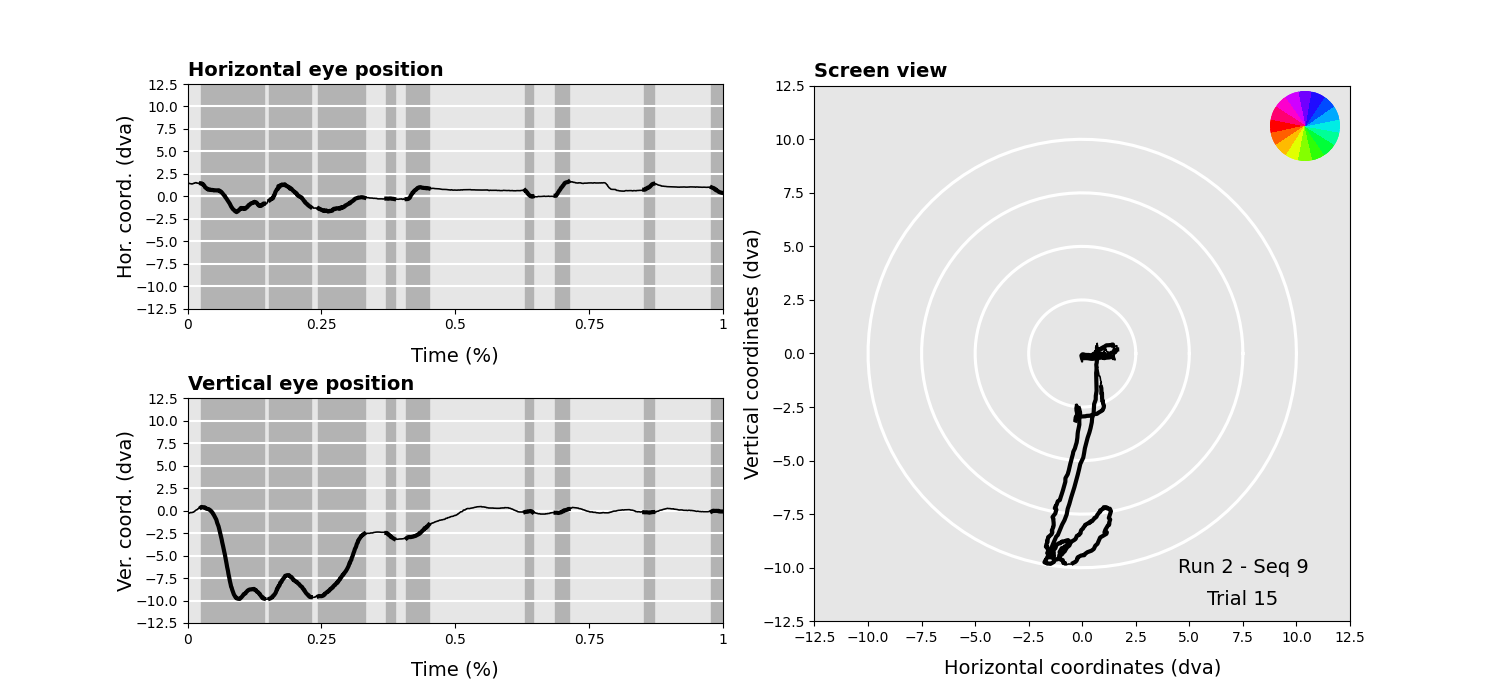 Horizontal eye position
12.5
10.0
7.5
5.0
2.5
0.0
−2.5
−5.0
−7.5
−10.0
−12.5
Hor. coord. (dva)
0 0.25 0.5 0.75 1
Time (%)
Vertical eye position
12.5
10.0
7.5
5.0
2.5
0.0
−2.5
−5.0
−7.5
−10.0
−12.5
Ver. coord. (dva)
0 0.25 0.5 0.75 1
Time (%)
Screen view
12.5
10.0
7.5
5.0
2.5
0.0
−2.5
−5.0
−7.5
−10.0
−12.5
Vertical coordinates (dva)
Run 2 - Seq 9
Trial 15
−12.5 −10.0 −7.5 −5.0 −2.5 0.0 2.5 5.0 7.5 10.0 12.5
Horizontal coordinates (dva)